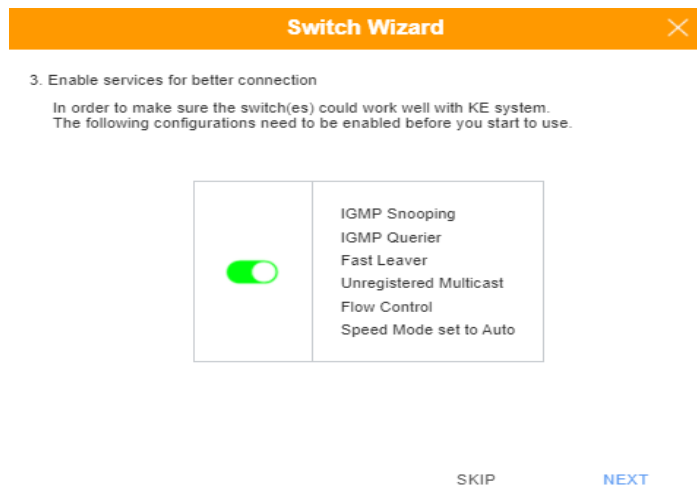 Switch Wizard
3. Enable services for better connection
In order to make sure the switch(es) could work well with KE system.
The following configurations need to be enabled before you start to use.
IGMP Snooping
IGMP Querier
Fast Leaver
Unregistered Multicast
Flow Control
Speed Mode set to Auto
SKIP
NEXT